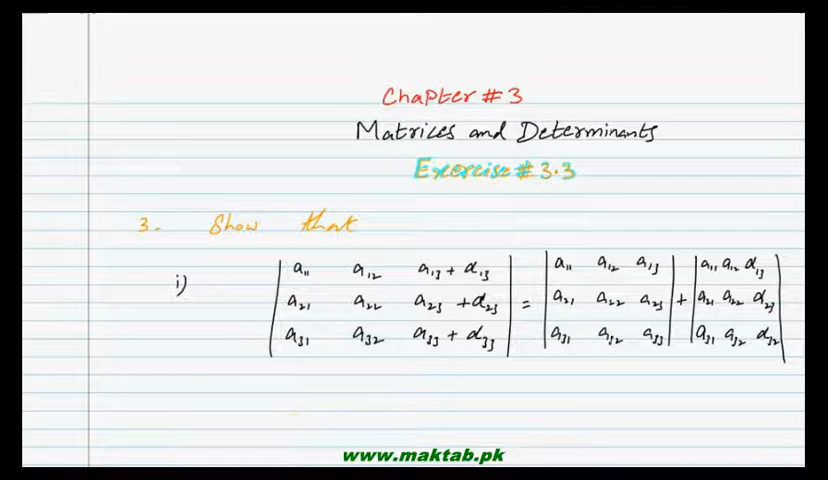 Chapter # 3
Matrices and Determinants
Exercise # 3.3
3. Show that
i) | a₁₁ a₁₂ a₁₃ + α₁₃ | | a₁₁ a₁₂ a₁₃ | | a₁₁ a₁₂ α₁₃ |
| a₂₁ a₂₂ a₂₃ + α₂₃ | = | a₂₁ a₂₂ a₂₃ | + | a₂₁ a₂₂ α₂₃ |
| a₃₁ a₃₂ a₃₃ + α₃₃ | | a₃₁ a₃₂ a₃₃ | | a₃₁ a₃₂ α₃₂ |
www.maktab.pk